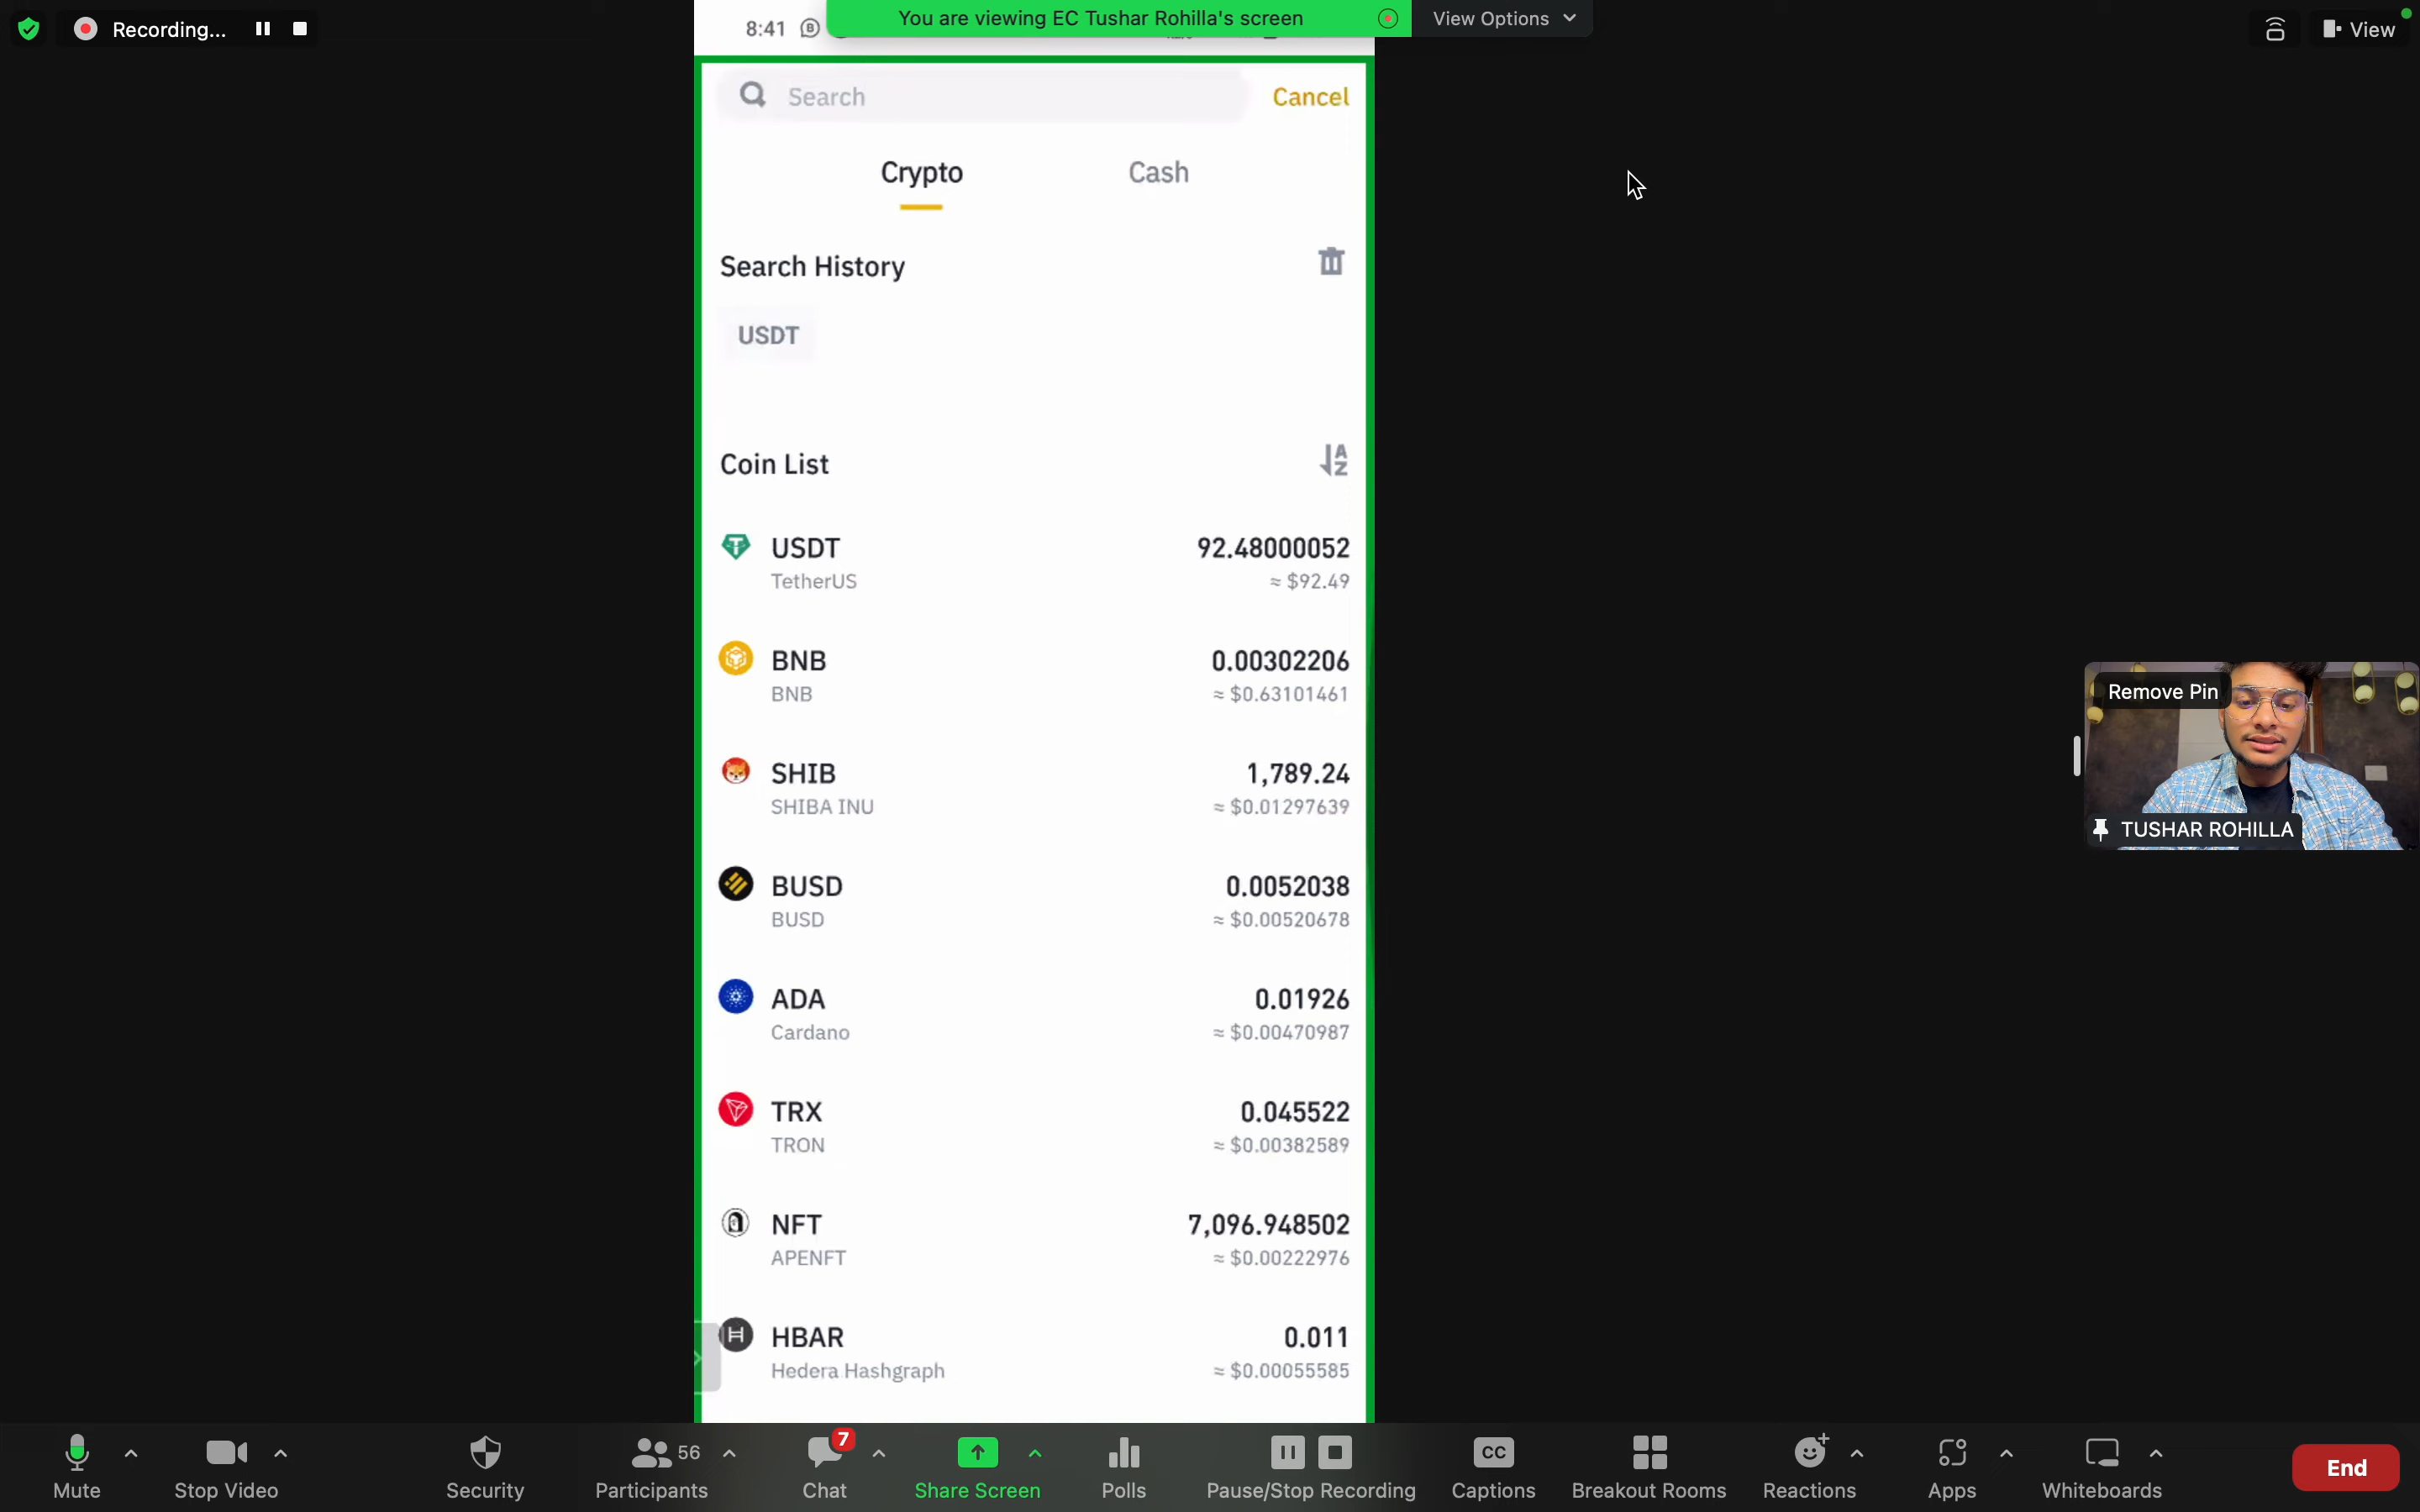 Recording...
You are viewing EC Tushar Rohilla's screen
View Options
View
8:41
Search
Cancel
Crypto
Cash
Search History
USDT
Coin List
USDT
92.48000052
TetherUS
≈ $92.49
BNB
0.00302206
BNB
≈ $0.63101461
SHIB
1,789.24
SHIBA INU
≈ $0.01297639
BUSD
0.0052038
BUSD
≈ $0.00520678
ADA
0.01926
Cardano
≈ $0.00470987
TRX
0.045522
TRON
≈ $0.00382589
NFT
7,096.948502
APENFT
≈ $0.00222976
HBAR
0.011
Hedera Hashgraph
≈ $0.00055585
Remove Pin
TUSHAR ROHILLA
Mute
Stop Video
Security
56
Participants
7
Chat
Share Screen
Polls
Pause/Stop Recording
CC
Captions
Breakout Rooms
Reactions
Apps
Whiteboards
End